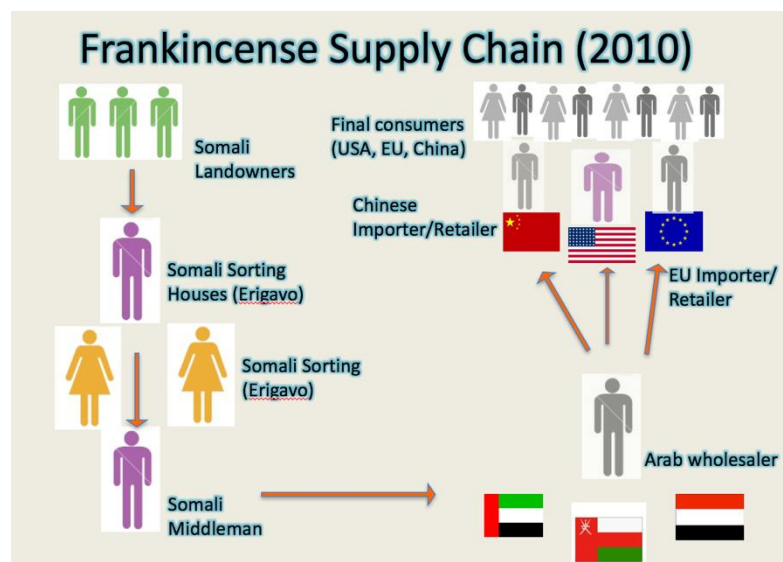 Frankincense Supply Chain (2010)
Somali
Landowners
Somali Sorting
Houses (Erigavo)
Somali Sorting
(Erigavo)
Somali
Middleman
Final consumers
(USA, EU, China)
Chinese
Importer/Retailer
EU Importer/
Retailer
Arab wholesaler